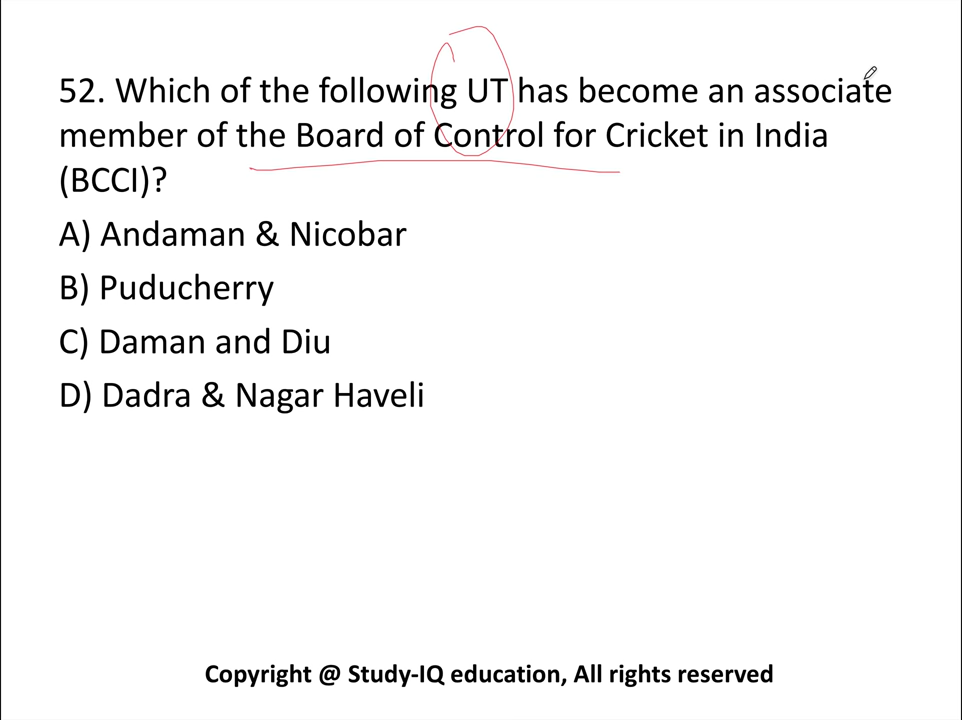 52. Which of the following UT has become an associate
member of the Board of Control for Cricket in India
(BCCI)?
A) Andaman & Nicobar
B) Puducherry
C) Daman and Diu
D) Dadra & Nagar Haveli
Copyright @ Study-IQ education, All rights reserved